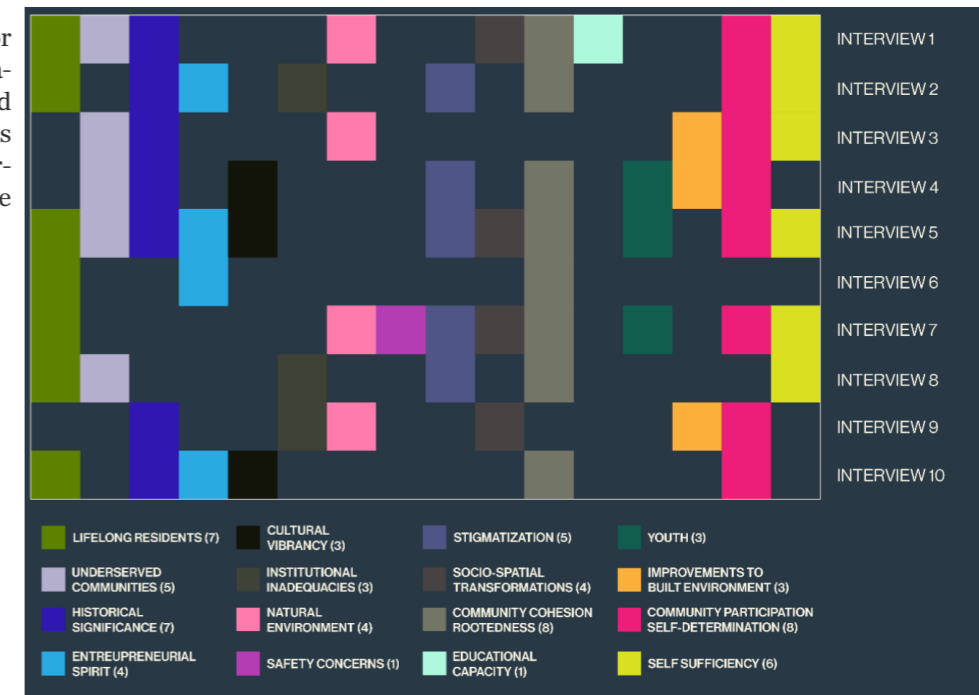 or
a-
d
s
r-
e
INTERVIEW 1
INTERVIEW 2
INTERVIEW 3
INTERVIEW 4
INTERVIEW 5
INTERVIEW 6
INTERVIEW 7
INTERVIEW 8
INTERVIEW 9
INTERVIEW 10
LIFELONG RESIDENTS (7)
UNDERSERVED
COMMUNITIES (5)
HISTORICAL
SIGNIFICANCE (7)
ENTREUPRENEURIAL
SPIRIT (4)
CULTURAL
VIBRANCY (3)
INSTITUTIONAL
INADEQUACIES (3)
NATURAL
ENVIRONMENT (4)
SAFETY CONCERNS (1)
STIGMATIZATION (5)
SOCIO-SPATIAL
TRANSFORMATIONS (4)
COMMUNITY COHESION
ROOTEDNESS (8)
EDUCATIONAL
CAPACITY (1)
YOUTH (3)
IMPROVEMENTS TO
BUILT ENVIRONMENT (3)
COMMUNITY PARTICIPATION
SELF-DETERMINATION (8)
SELF SUFFICIENCY (6)